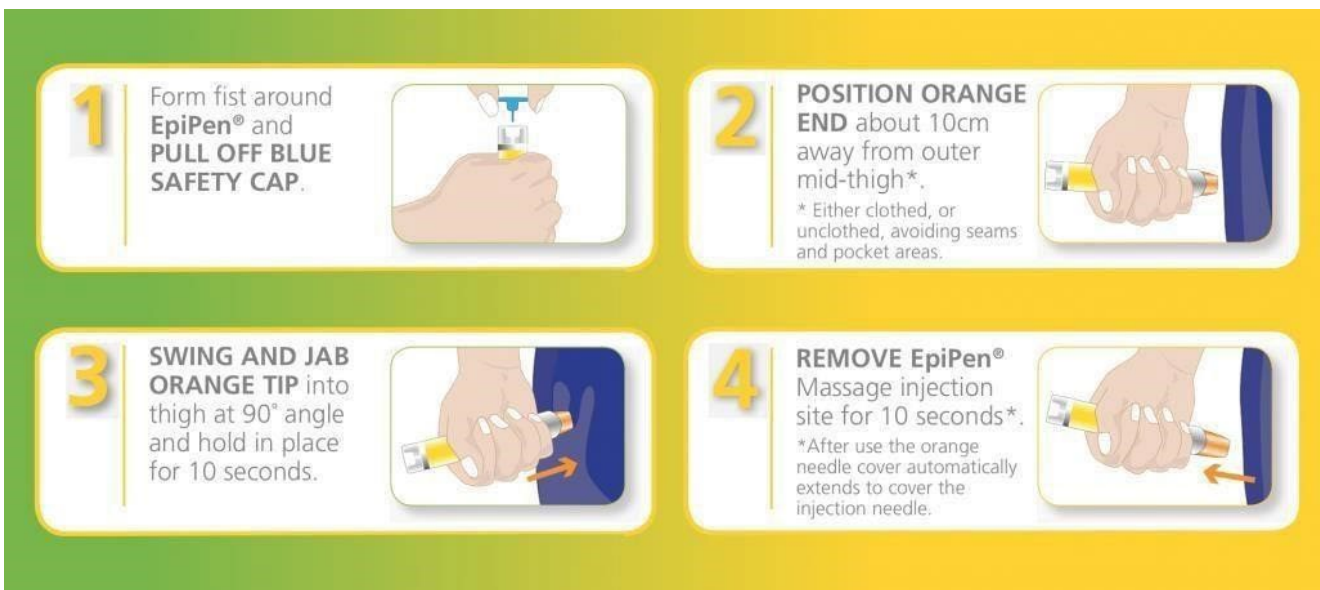 1
Form fist around
EpiPen® and
PULL OFF BLUE
SAFETY CAP.
2
POSITION ORANGE
END about 10cm
away from outer
mid-thigh*.
* Either clothed, or
unclothed, avoiding seams
and pocket areas.
3
SWING AND JAB
ORANGE TIP into
thigh at 90° angle
and hold in place
for 10 seconds.
4
REMOVE EpiPen®
Massage injection
site for 10 seconds*.
*After use the orange
needle cover automatically
extends to cover the
injection needle.